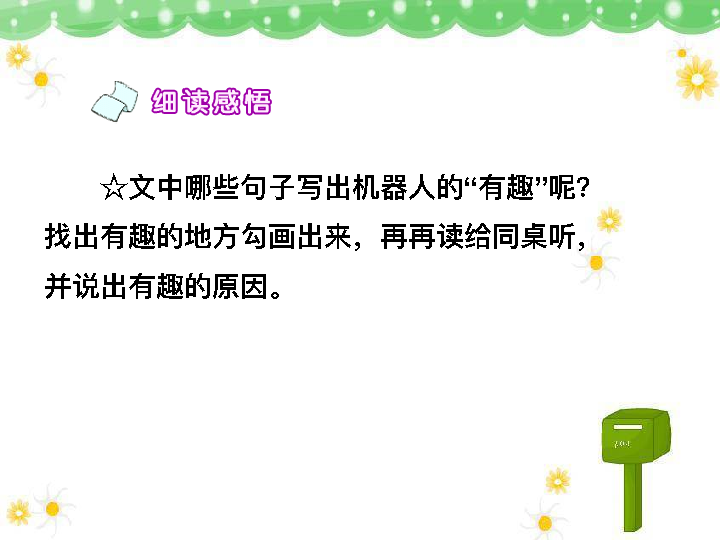 细读感悟
☆文中哪些句子写出机器人的“有趣”呢？
找出有趣的地方勾画出来，再再读给同桌听，
并说出有趣的原因。